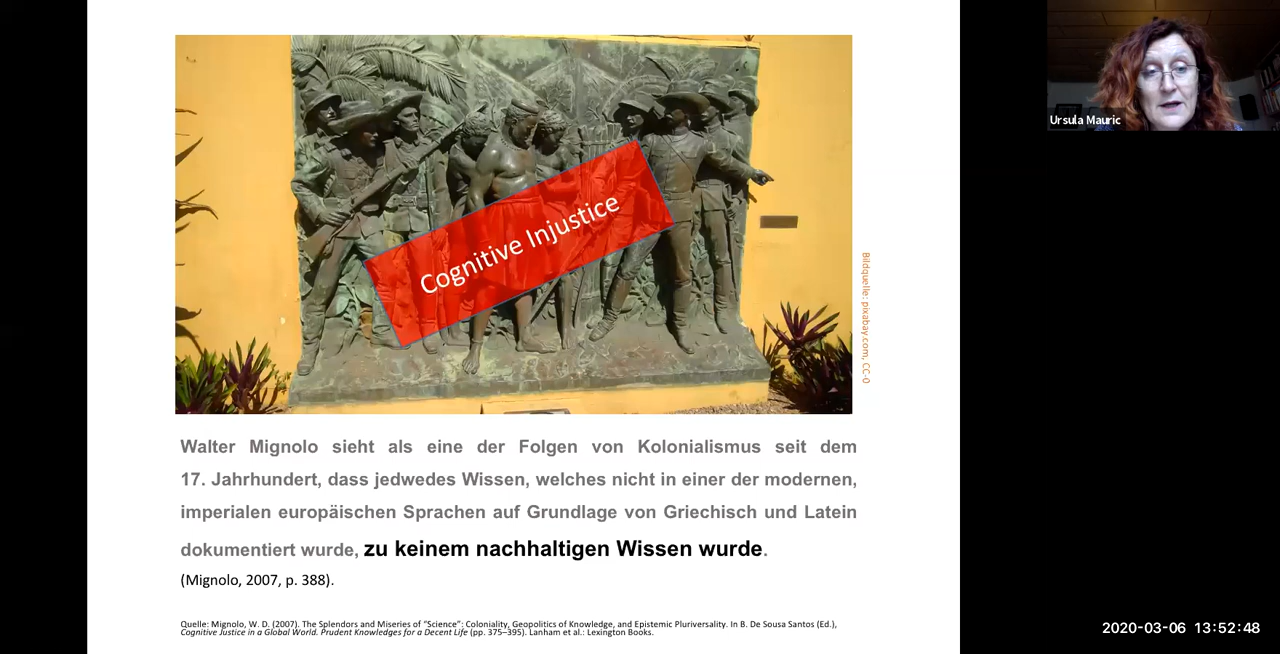 Cognitive Injustice
Ursula Mauric
Bildquelle: pixabay.com, CC-0
Walter Mignolo sieht als eine der Folgen von Kolonialismus seit dem
17. Jahrhundert, dass jedwedes Wissen, welches nicht in einer der modernen,
imperialen europäischen Sprachen auf Grundlage von Griechisch und Latein
dokumentiert wurde, zu keinem nachhaltigen Wissen wurde.
(Mignolo, 2007, p. 388).
Quelle: Mignolo, W. D. (2007). The Splendors and Miseries of “Science”: Coloniality, Geopolitics of Knowledge, and Epistemic Pluriversality. In B. De Sousa Santos (Ed.),
Cognitive Justice in a Global World. Prudent Knowledges for a Decent Life (pp. 375–395). Lanham et al.: Lexington Books.
2020-03-06 13:52:48